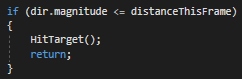 if (dir.magnitude <= distanceThisFrame)
{
    HitTarget();
    return;
}